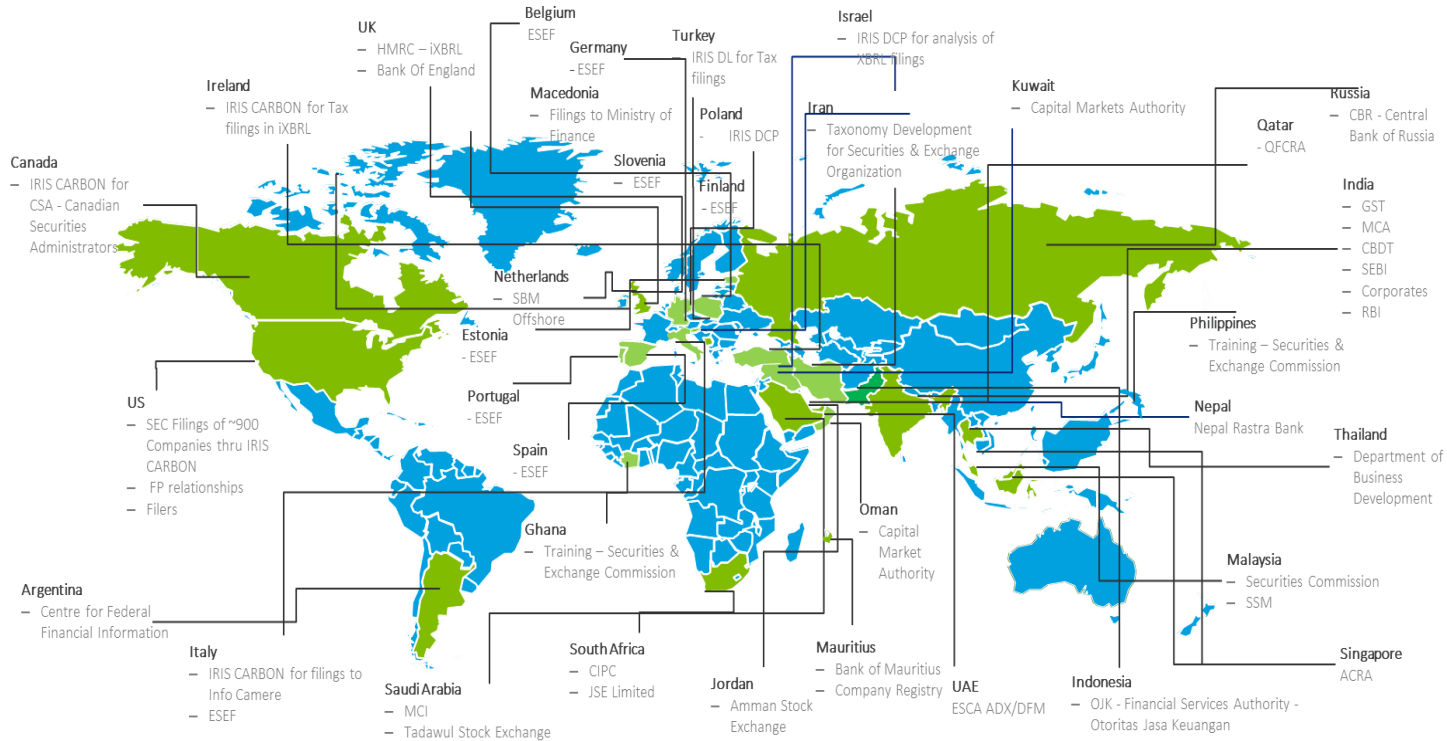 Belgium
ESEF
UK
– HMRC – iXBRL
– Bank Of England
Germany
- ESEF
Turkey
– IRIS DL for Tax
filings
Israel
– IRIS DCP for analysis of
XBRL filings
Ireland
– IRIS CARBON for Tax
filings in iXBRL
Macedonia
– Filings to Ministry of
Finance
Poland
- IRIS DCP
Iran
– Taxonomy Development
for Securities & Exchange
Organization
Kuwait
– Capital Markets Authority
Russia
– CBR - Central
Bank of Russia
Qatar
- QFCRA
Canada
– IRIS CARBON for
CSA - Canadian
Securities
Administrators
Slovenia
– ESEF
Finland
- ESEF
India
– GST
– MCA
– CBDT
– SEBI
– Corporates
– RBI
Netherlands
– SBM
Offshore
Estonia
- ESEF
Philippines
– Training – Securities &
Exchange Commission
Portugal
- ESEF
US
– SEC Filings of ~900
Companies thru IRIS
CARBON
– FP relationships
– Filers
Spain
- ESEF
Nepal
Nepal Rastra Bank
Thailand
– Department of
Business
Development
Ghana
– Training – Securities &
Exchange Commission
Oman
– Capital
Market
Authority
Malaysia
– Securities Commission
– SSM
Argentina
– Centre for Federal
Financial Information
Italy
– IRIS CARBON for filings to
Info Camere
– ESEF
Saudi Arabia
– MCI
– Tadawul Stock Exchange
South Africa
– CIPC
– JSE Limited
Jordan
– Amman Stock
Exchange
Mauritius
– Bank of Mauritius
– Company Registry
UAE
ESCA ADX/DFM
Indonesia
– OJK - Financial Services Authority -
Otoritas Jasa Keuangan
Singapore
ACRA